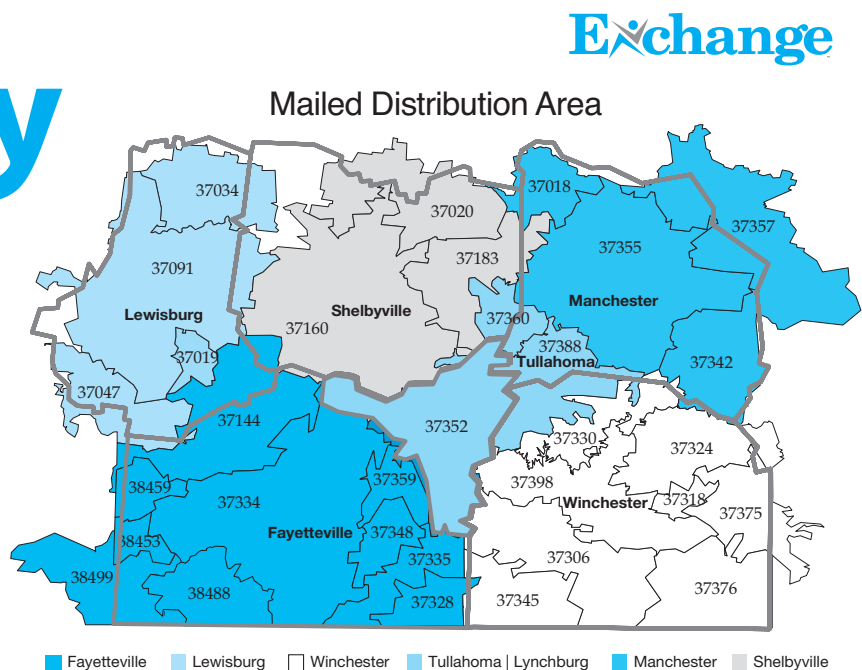 Exchange
y
Mailed Distribution Area
37034
37018
37020
37357
37355
37183
37091
Manchester
Lewisburg
Shelbyville
37360
37160
37388
37019
Tullahoma
37342
37047
37144
37352
37330
37324
37359
37398
38459
37318
37334
Winchester
37375
Fayetteville
37348
38453
37306
37335
38499
38488
37376
37328
37345
Fayetteville
Lewisburg
Winchester
Tullahoma | Lynchburg
Manchester
Shelbyville